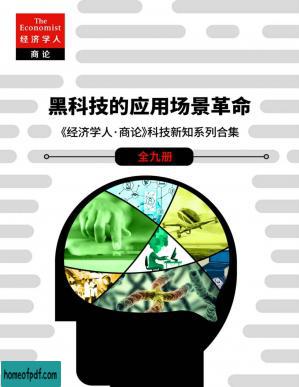 The
Economist
经济学人
商论
黑科技的应用场景革命
《经济学人·商论》科技新知系列合集
全九册
homeofpdf.com